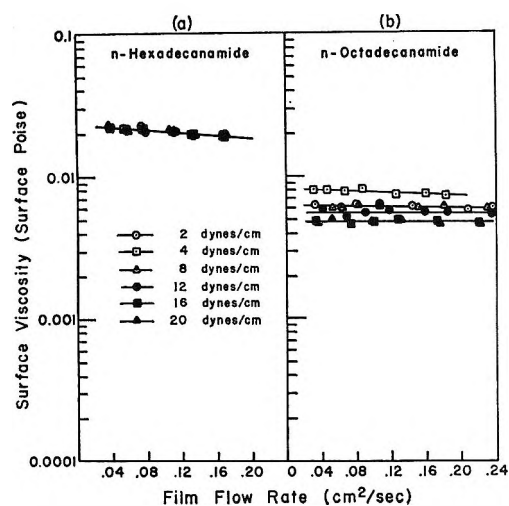 (a)
(b)
n-Hexadecanamide
n-Octadecanamide
Surface Viscosity (Surface Poise)
0.1
0.01
0.001
0.0001
2 dynes/cm
4 dynes/cm
8 dynes/cm
12 dynes/cm
16 dynes/cm
20 dynes/cm
.04 .08 .12 .16 .20
0 .04 .08 .12 .16 .20 .24
Film Flow Rate (cm²/sec)